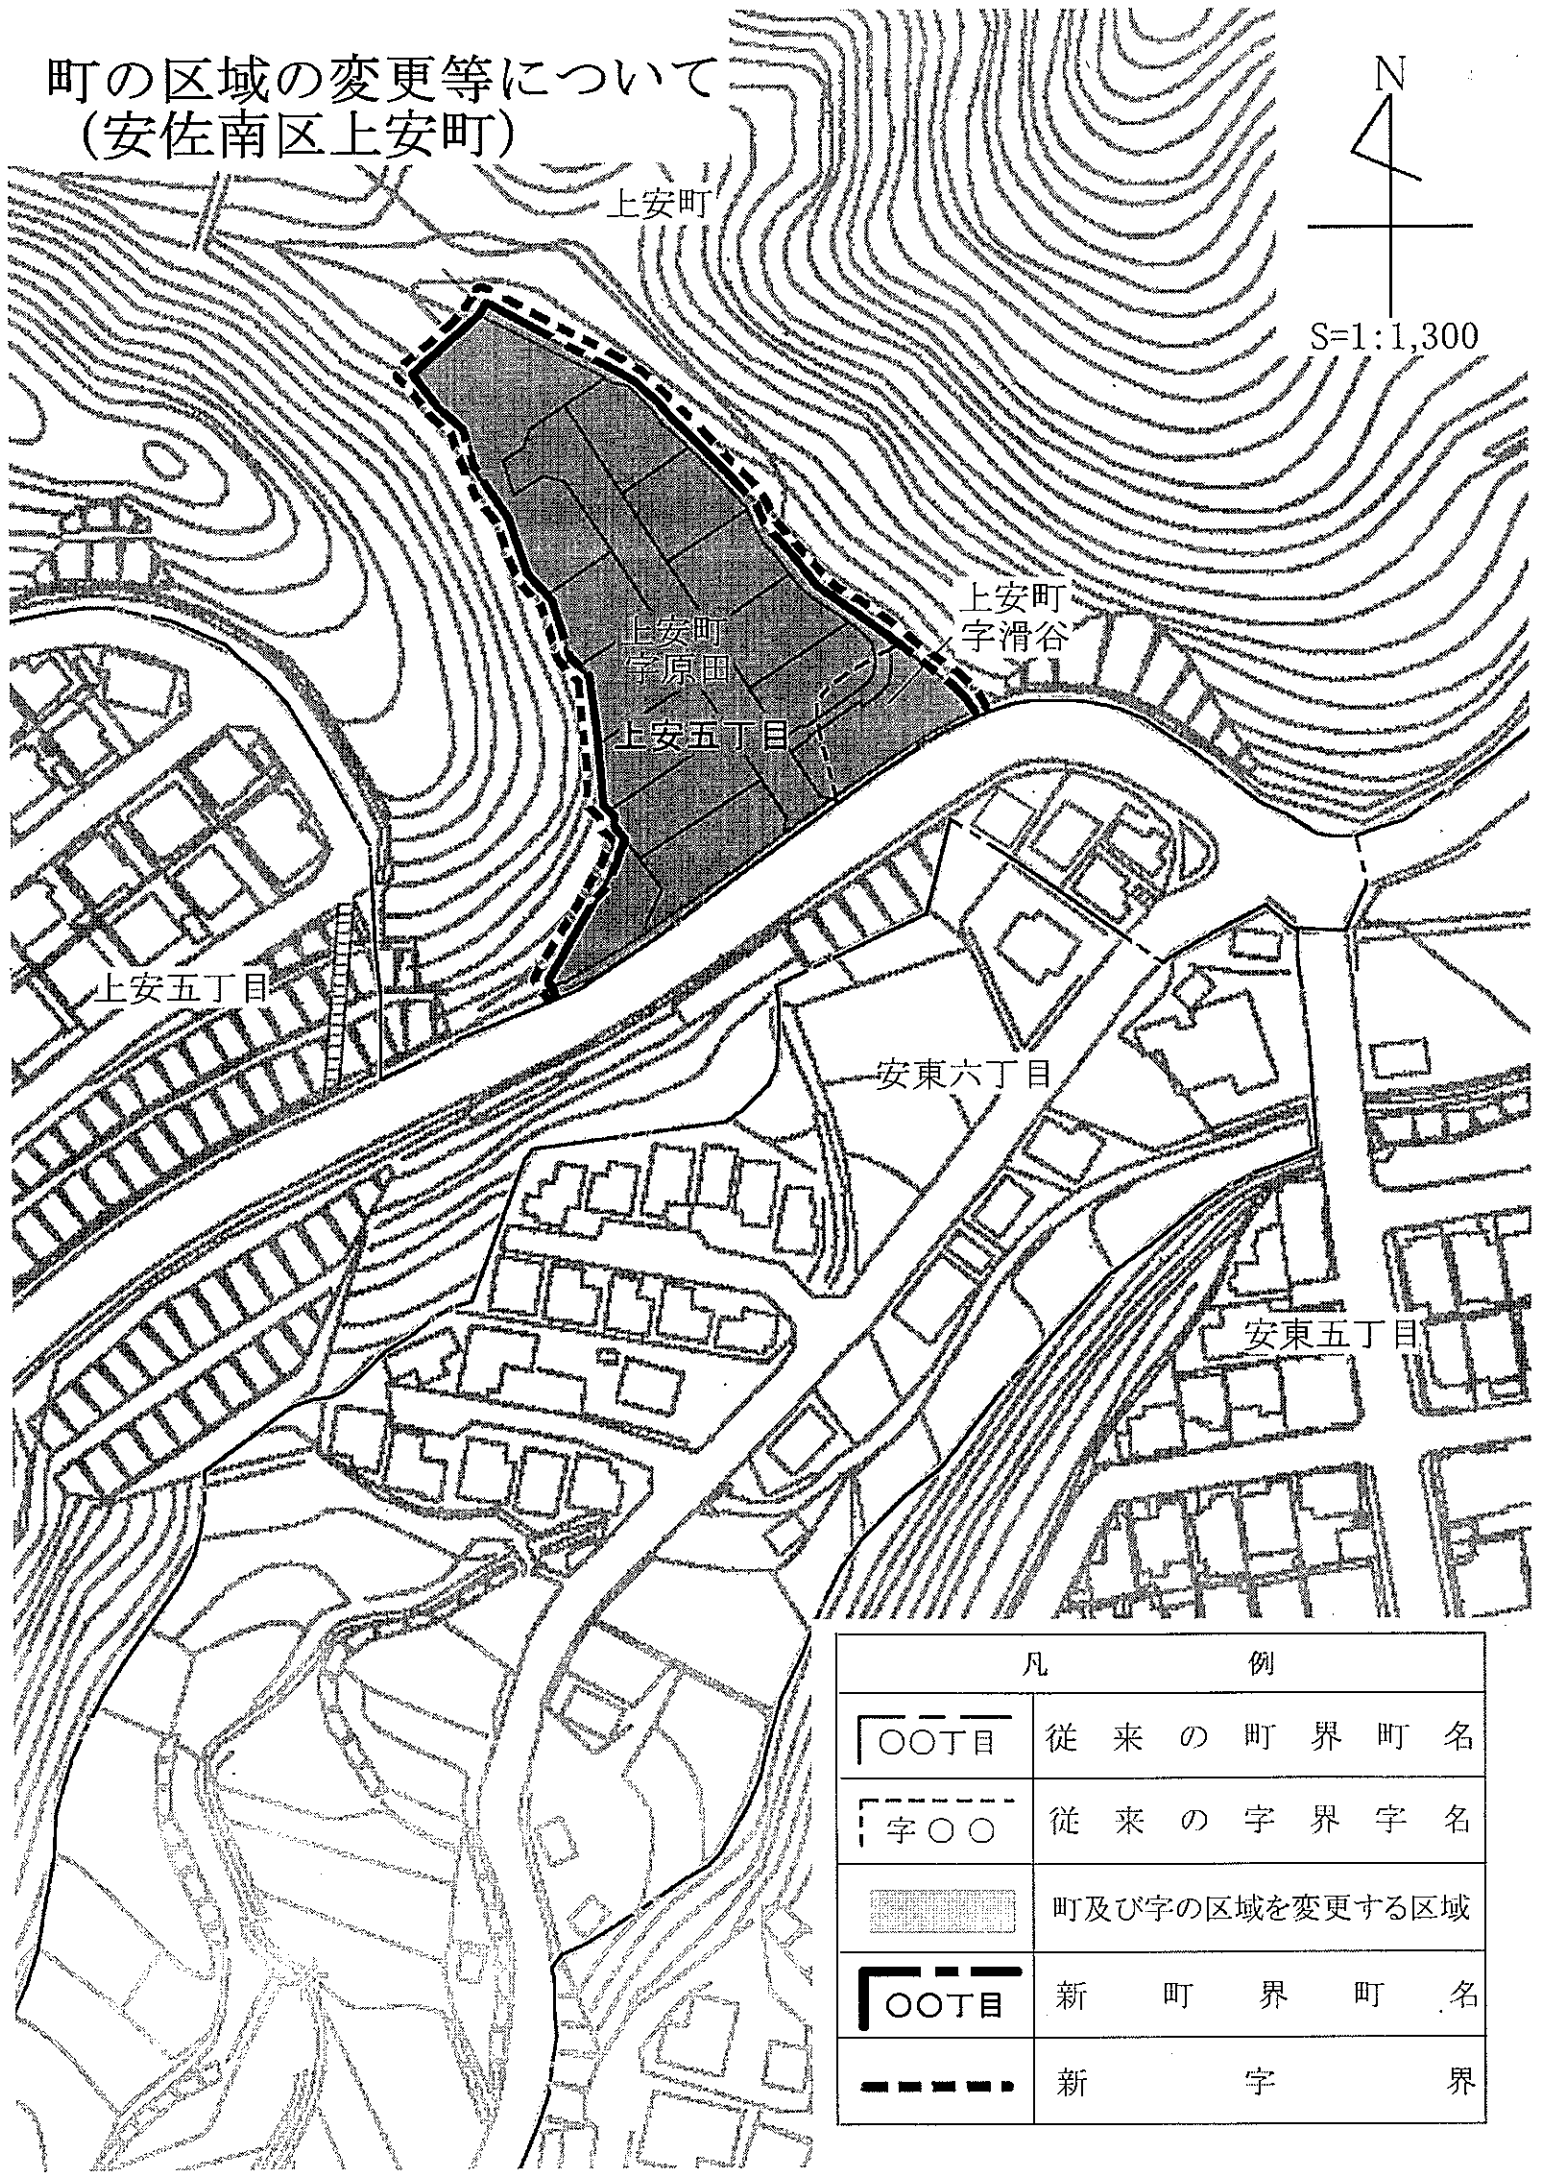 町の区域の変更等について
(安佐南区上安町)
N
S=1:1,300
上安町
上安町
字滑谷
上安町
字原田
上安五丁目
上安五丁目
安東六丁目
安東五丁目
凡例
○○丁目 従来の町界町名
字○○ 従来の字界字名
町及び字の区域を変更する区域
○○丁目 新町界町名
新字界